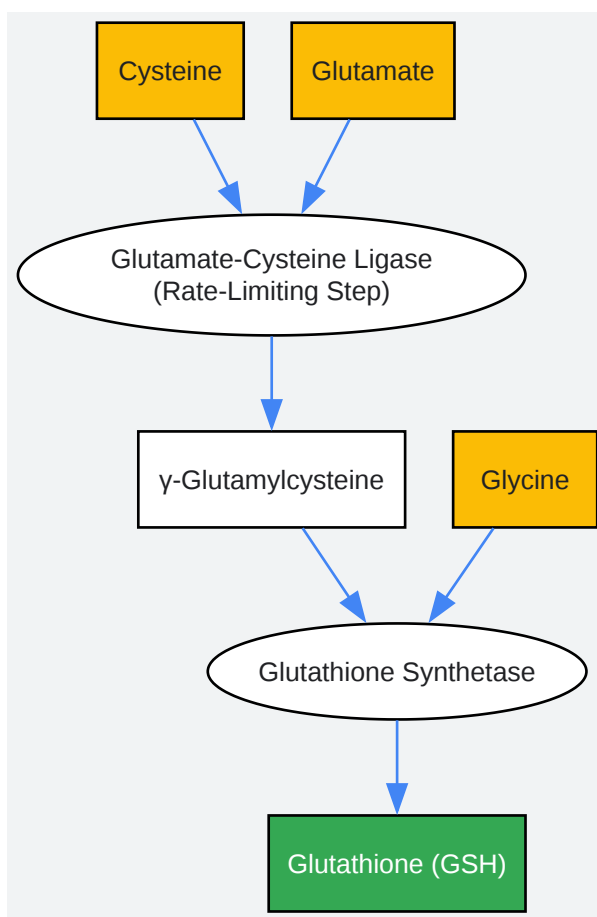 Cysteine
Glutamate
Glutamate-Cysteine Ligase
(Rate-Limiting Step)
γ-Glutamylcysteine
Glycine
Glutathione Synthetase
Glutathione (GSH)